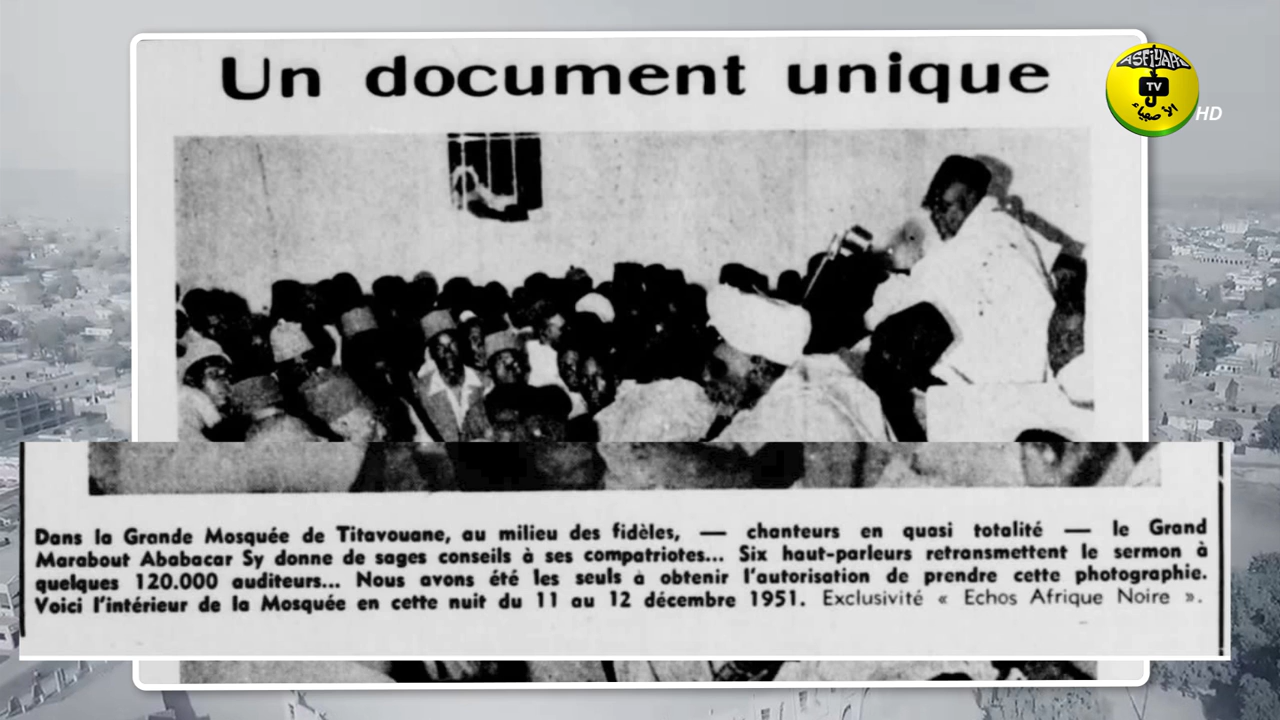 Un document unique
ASFIYAHI
TV
الأصفياء
HD
Dans la Grande Mosquée de Titavouane, au milieu des fidèles, — chanteurs en quasi totalité — le Grand
Marabout Ababacar Sy donne de sages conseils à ses compatriotes... Six haut-parleurs retransmettent le sermon à
quelques 120.000 auditeurs... Nous avons été les seuls à obtenir l'autorisation de prendre cette photographie.
Voici l'intérieur de la Mosquée en cette nuit du 11 au 12 décembre 1951. Exclusivité « Echos Afrique Noire ».